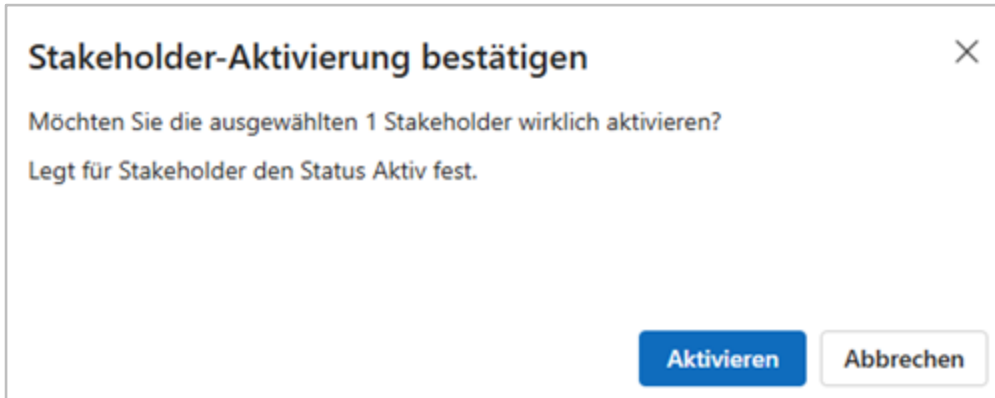 Stakeholder-Aktivierung bestätigen
Möchten Sie die ausgewählten 1 Stakeholder wirklich aktivieren?
Legt für Stakeholder den Status Aktiv fest.
Aktivieren
Abbrechen